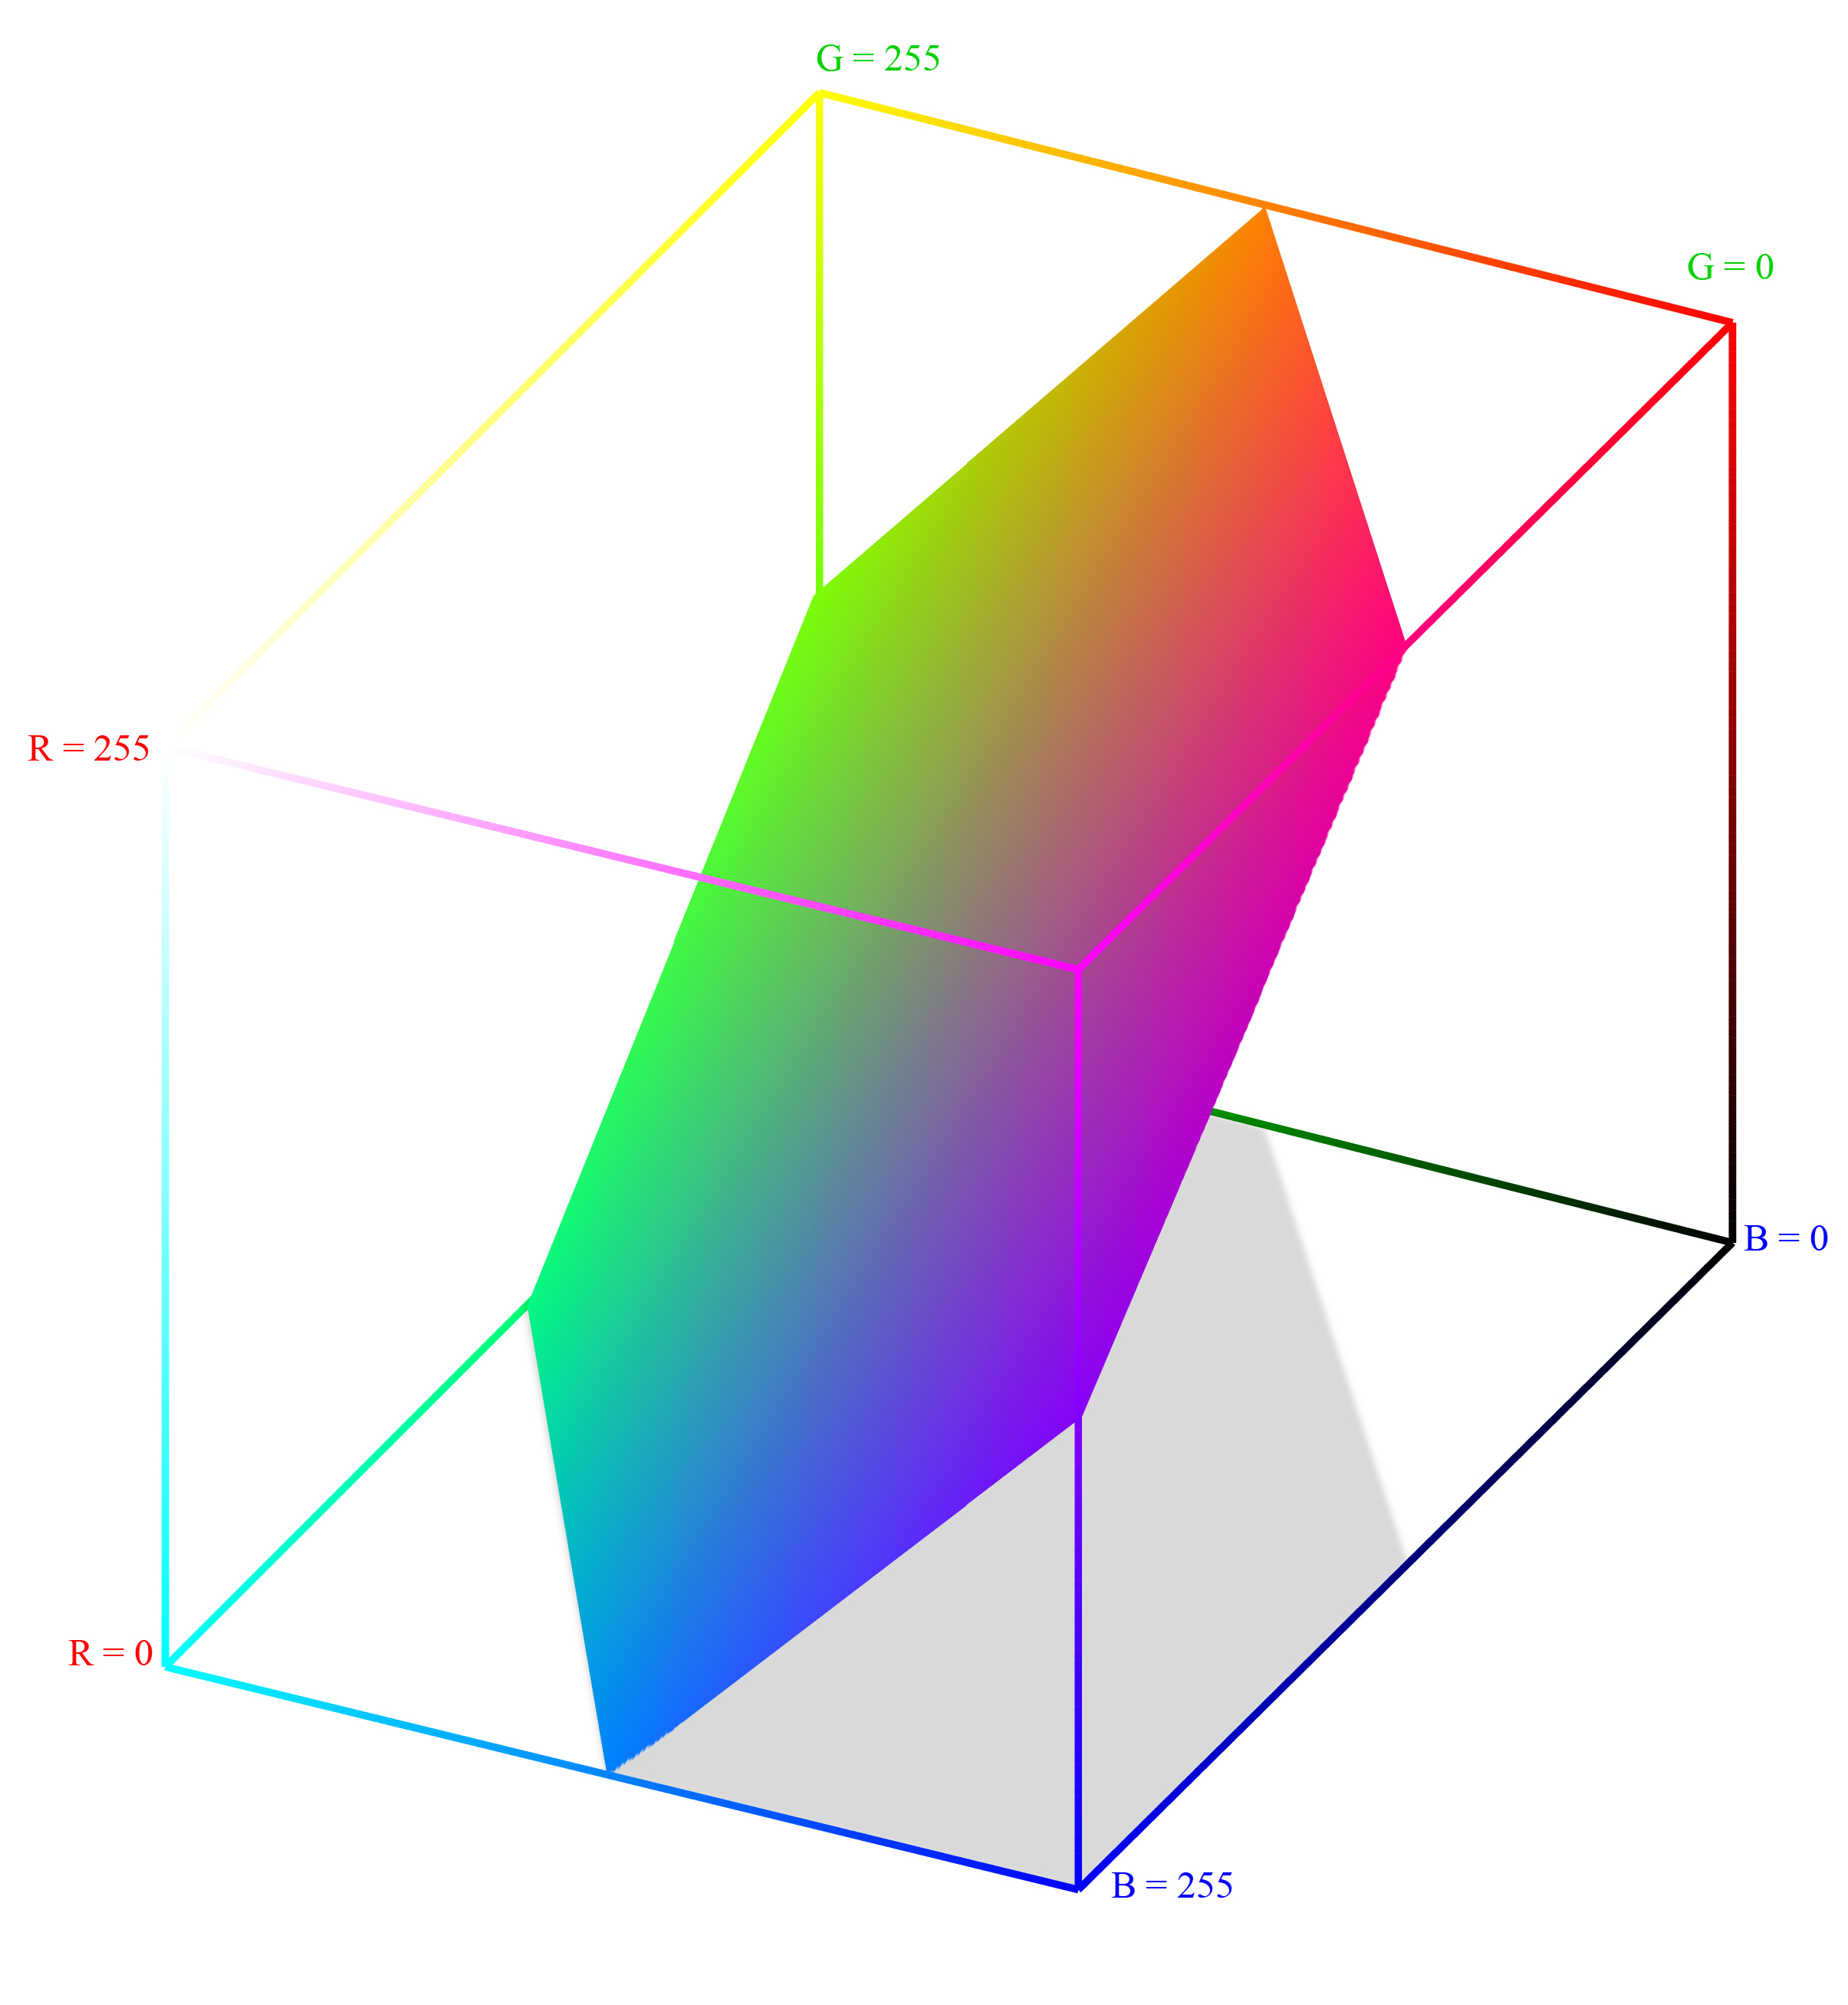 G = 255
G = 0
R = 255
B = 0
R = 0
B = 255